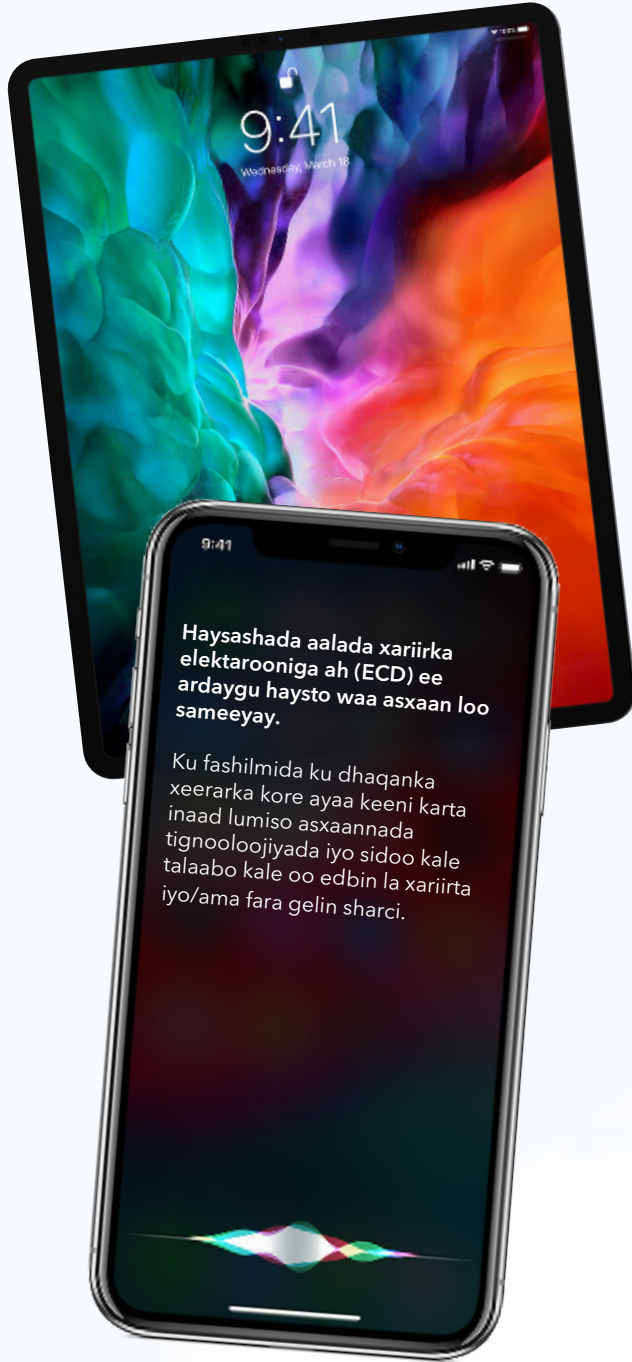 9:41
Wednesday, March 18
9:41
Haysashada aalada xariirka
elektarooniga ah (ECD) ee
ardaygu haysto waa asxaan loo
sameeyay.
Ku fashilmida ku dhaqanka
xeerarka kore ayaa keeni karta
inaad lumiso asxaannada
tignooloojiyada iyo sidoo kale
talaabo kale oo edbin la xariirta
iyo/ama fara gelin sharci.